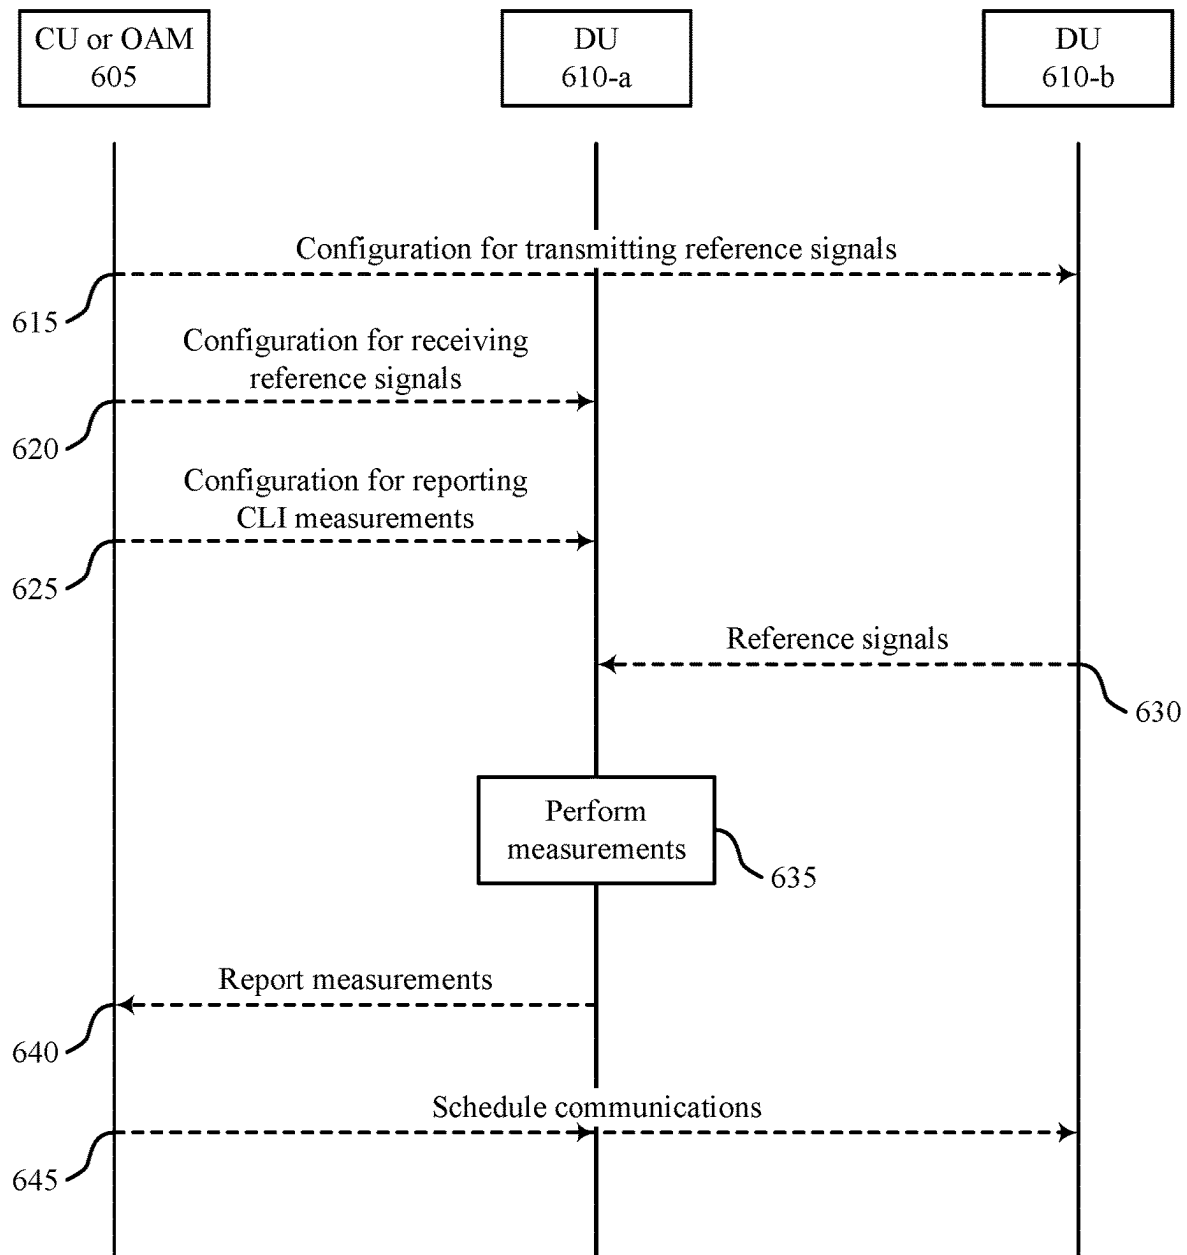 CU or OAM
605
DU
610-a
DU
610-b
Configuration for transmitting reference signals
615
Configuration for receiving
reference signals
620
Configuration for reporting
CLI measurements
625
Reference signals
630
Perform
measurements
635
Report measurements
640
Schedule communications
645